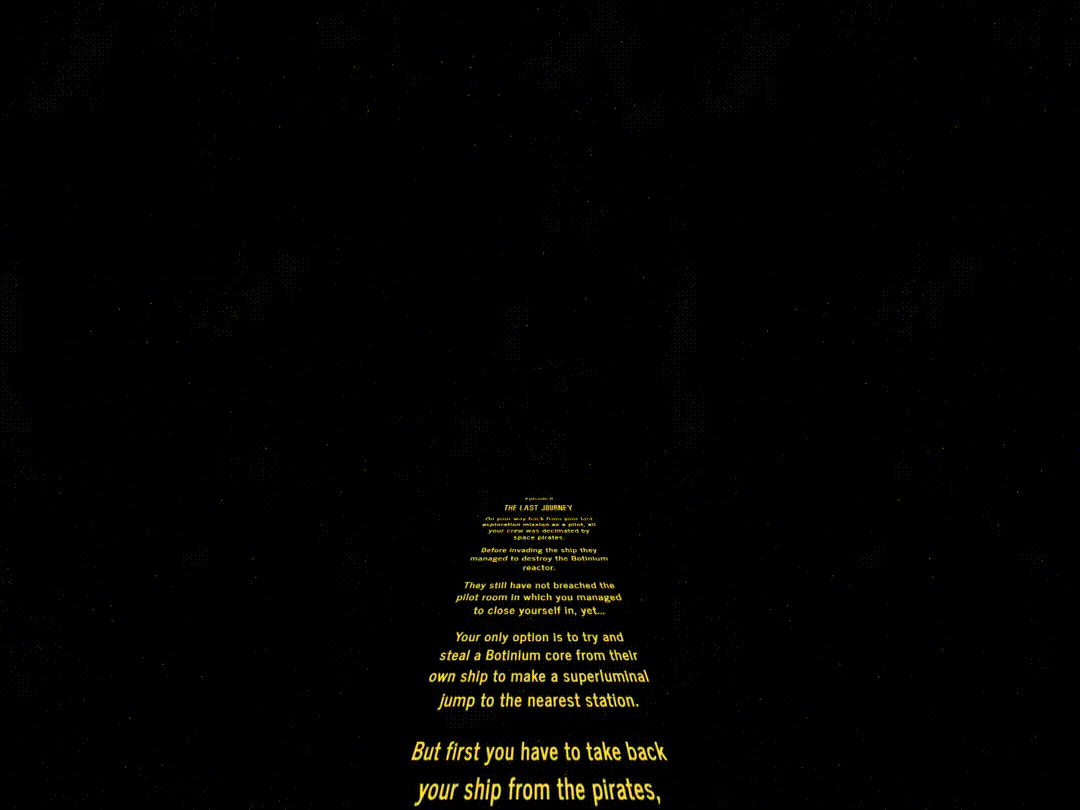 THE LAST JOURNEY
On your way back from your last
exploration mission as a pilot, all
your crew was decimated by
space pirates.
Before invading the ship they
managed to destroy the Botinium
reactor.
They still have not breached the
pilot room in which you managed
to close yourself in, yet...
Your only option is to try and
steal a Botinium core from their
own ship to make a superluminal
jump to the nearest station.
But first you have to take back
your ship from the pirates,